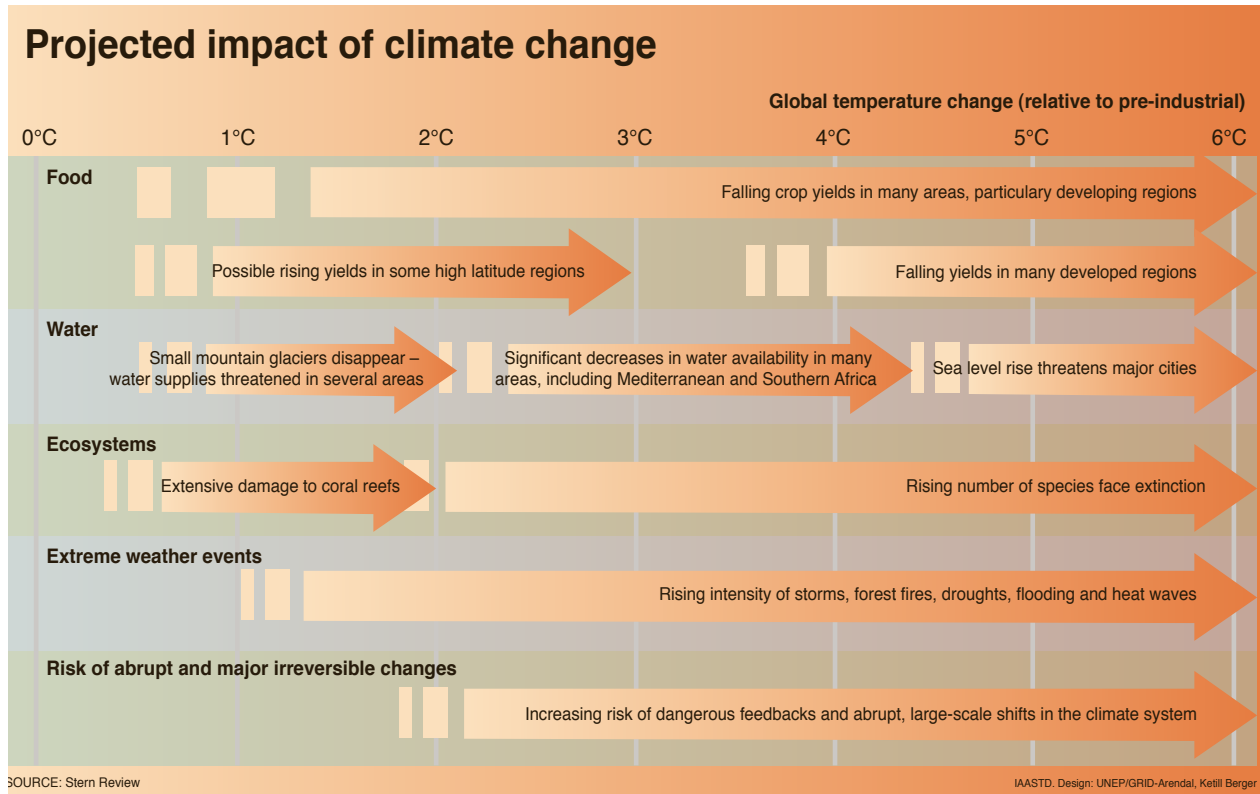 Projected impact of climate change
Global temperature change (relative to pre-industrial)
0°C 1°C 2°C 3°C 4°C 5°C 6°C
Food
Falling crop yields in many areas, particulary developing regions
Possible rising yields in some high latitude regions
Falling yields in many developed regions
Water
Small mountain glaciers disappear –
water supplies threatened in several areas
Significant decreases in water availability in many
areas, including Mediterranean and Southern Africa
Sea level rise threatens major cities
Ecosystems
Extensive damage to coral reefs
Rising number of species face extinction
Extreme weather events
Rising intensity of storms, forest fires, droughts, flooding and heat waves
Risk of abrupt and major irreversible changes
Increasing risk of dangerous feedbacks and abrupt, large-scale shifts in the climate system
SOURCE: Stern Review
IAASTD. Design: UNEP/GRID-Arendal, Ketill Berger